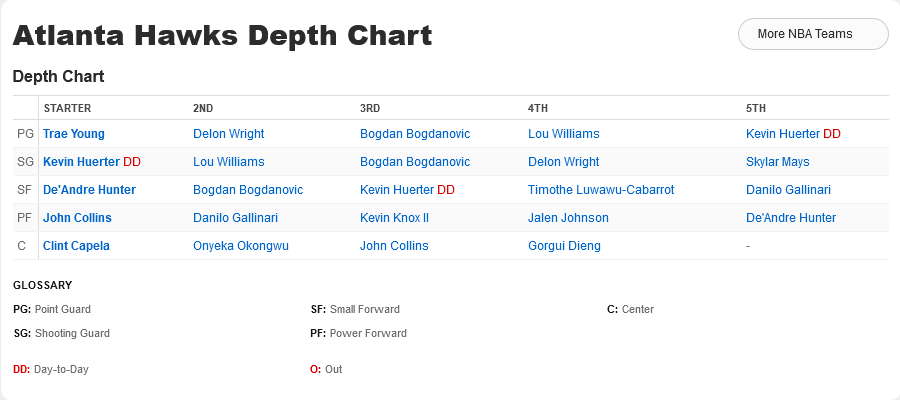 Atlanta Hawks Depth Chart
More NBA Teams
Depth Chart
STARTER 2ND 3RD 4TH 5TH
PG Trae Young Delon Wright Bogdan Bogdanovic Lou Williams Kevin Huerter DD
SG Kevin Huerter DD Lou Williams Bogdan Bogdanovic Delon Wright Skylar Mays
SF De'Andre Hunter Bogdan Bogdanovic Kevin Huerter DD Timothe Luwawu-Cabarrot Danilo Gallinari
PF John Collins Danilo Gallinari Kevin Knox II Jalen Johnson De'Andre Hunter
C Clint Capela Onyeka Okongwu John Collins Gorgui Dieng -
GLOSSARY
PG: Point Guard SF: Small Forward C: Center
SG: Shooting Guard PF: Power Forward
DD: Day-to-Day O: Out